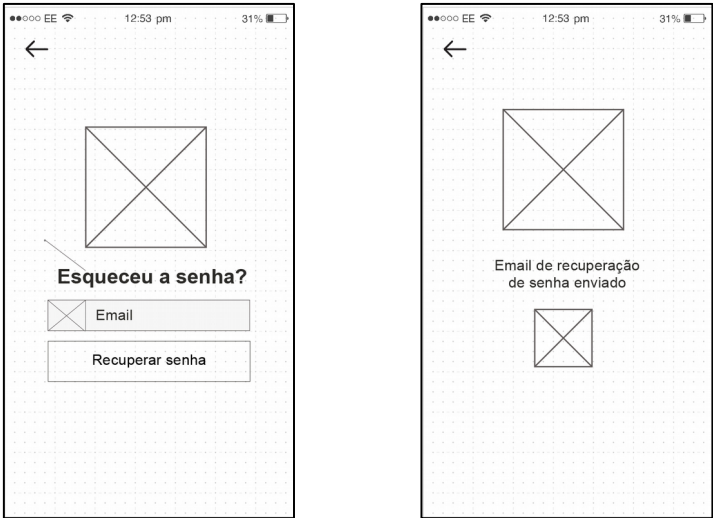 EE 12:53 pm 31%
Esqueceu a senha?
Email
Recuperar senha
EE 12:53 pm 31%
Email de recuperação
de senha enviado